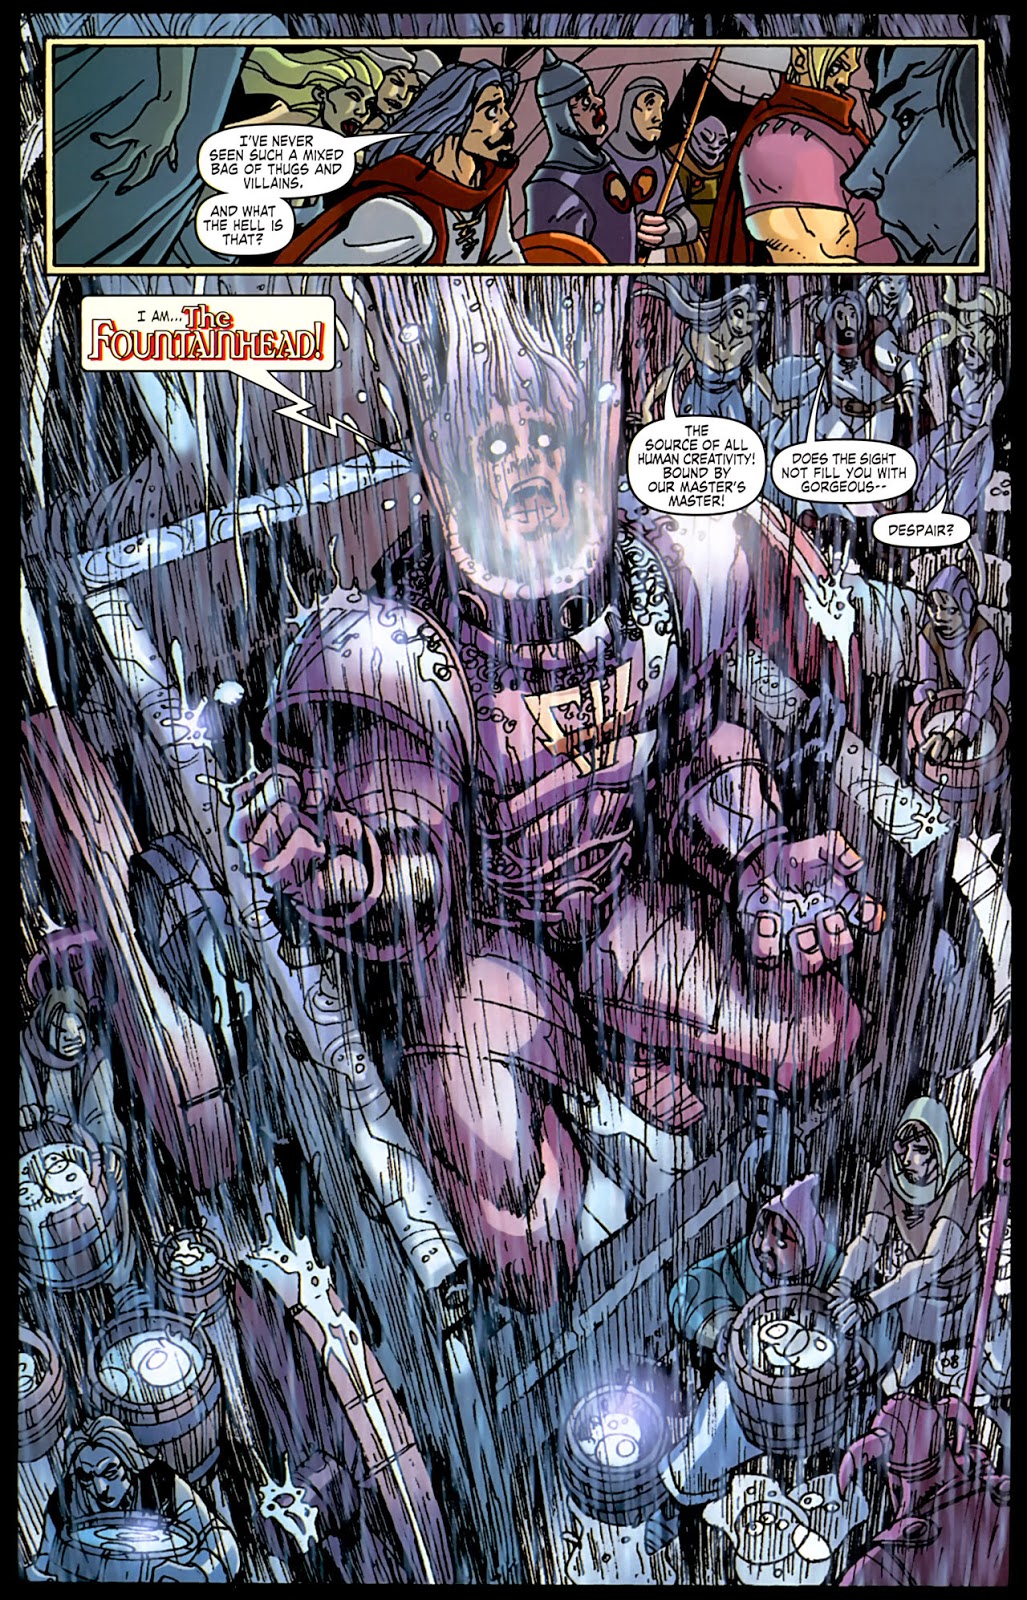 I'VE NEVER
SEEN SUCH A MIXED
BAG OF THUGS AND
VILLAINS.
AND WHAT
THE HELL IS
THAT?
I AM... The
FOUNTAINHEAD!
THE
SOURCE OF ALL
HUMAN CREATIVITY!
BOUND BY
OUR MASTER'S
MASTER!
DOES THE SIGHT
NOT FILL YOU WITH
GORGEOUS--
DESPAIR?